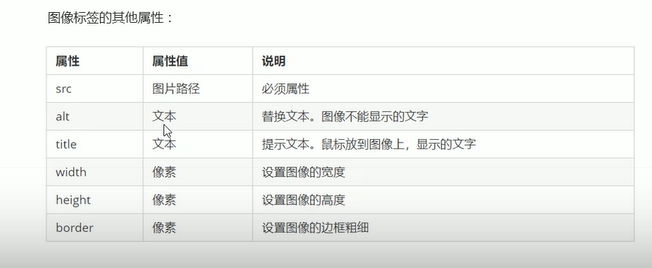 图像标签的其他属性：
属性 属性值 说明
src 图片路径 必须属性
alt 文本 替换文本。图像不能显示的文字
title 文本 提示文本。鼠标放到图像上，显示的文字
width 像素 设置图像的宽度
height 像素 设置图像的高度
border 像素 设置图像的边框粗细